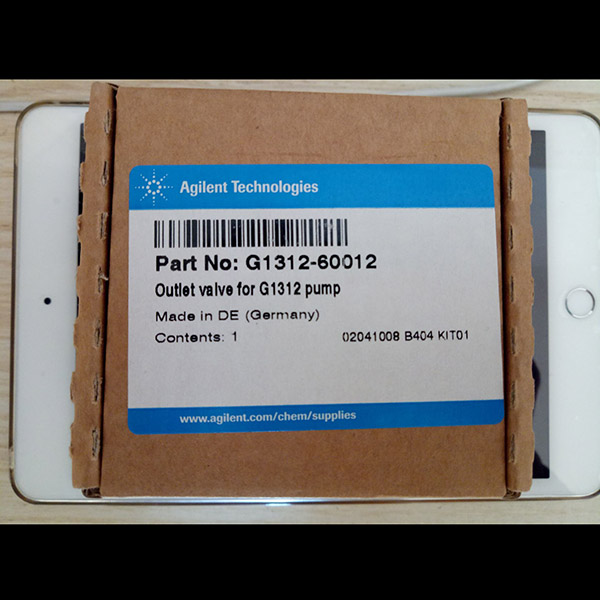 Agilent Technologies
Part No: G1312-60012
Outlet valve for G1312 pump
Made in DE (Germany)
Contents: 1 02041008 B404 KIT01
www.agilent.com/chem/supplies